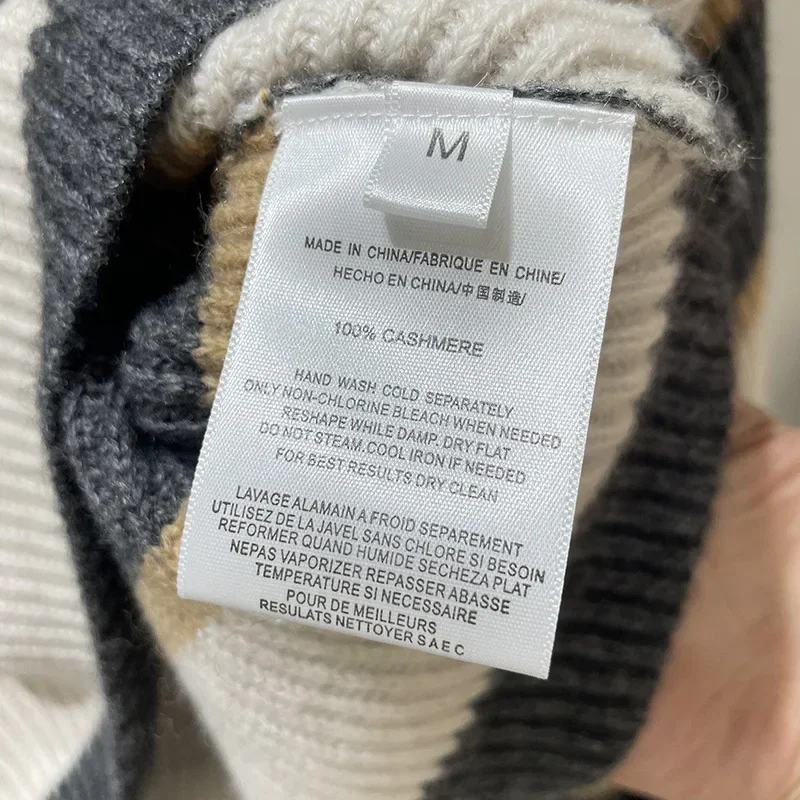 M
MADE IN CHINA/FABRIQUE EN CHINE/
HECHO EN CHINA/中国制造/
100% CASHMERE
HAND WASH COLD SEPARATELY
ONLY NON-CHLORINE BLEACH WHEN NEEDED
RESHAPE WHILE DAMP. DRY FLAT
DO NOT STEAM.COOL IRON IF NEEDED
FOR BEST RESULTS DRY CLEAN
LAVAGE ALAMAIN A FROID SEPAREMENT
UTILISEZ DE LA JAVEL SANS CHLORE SI BESOIN
REFORMER QUAND HUMIDE SECHEZA PLAT
NEPAS VAPORIZER REPASSER ABASSE
TEMPERATURE SI NECESSAIRE
POUR DE MEILLEURS
RESULATS NETTOYER SAEC